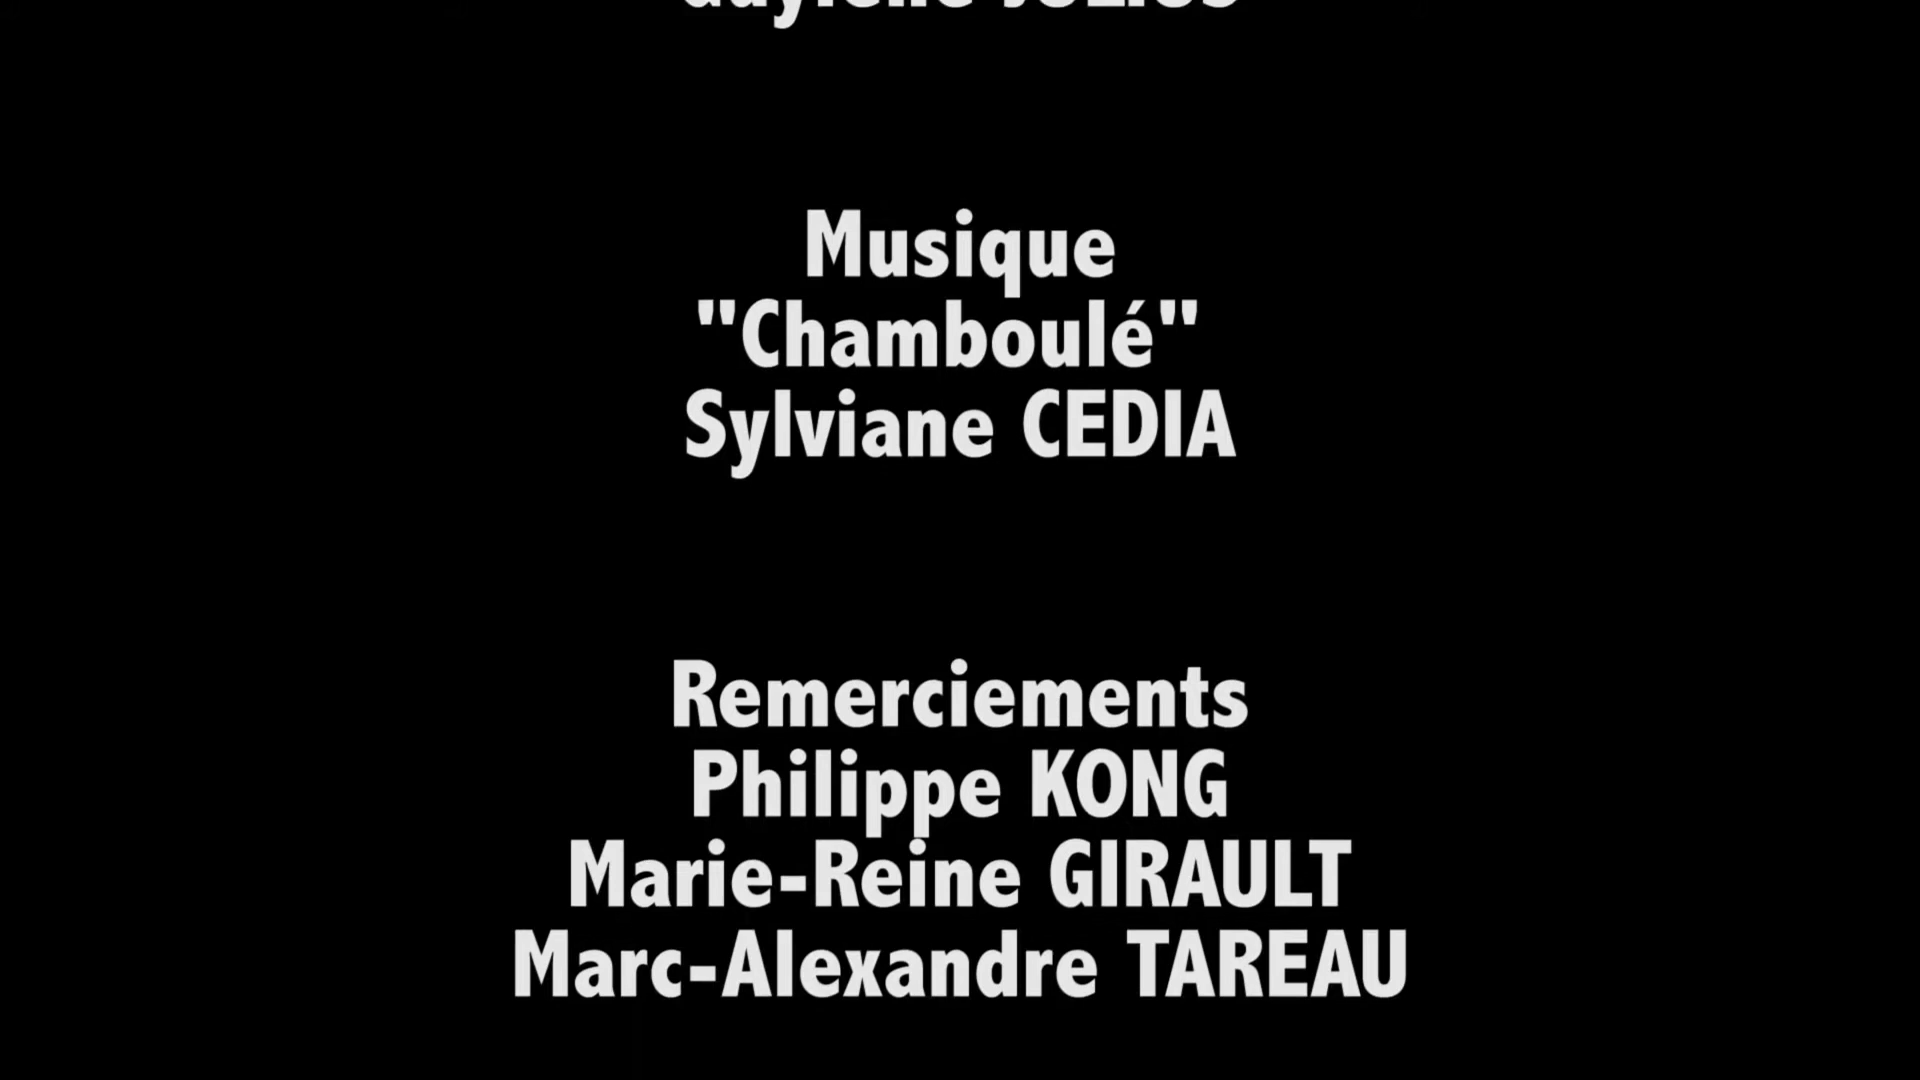 Musique
"Chamboulé"
Sylviane CEDIA
Remerciements
Philippe KONG
Marie-Reine GIRAULT
Marc-Alexandre TAREAU